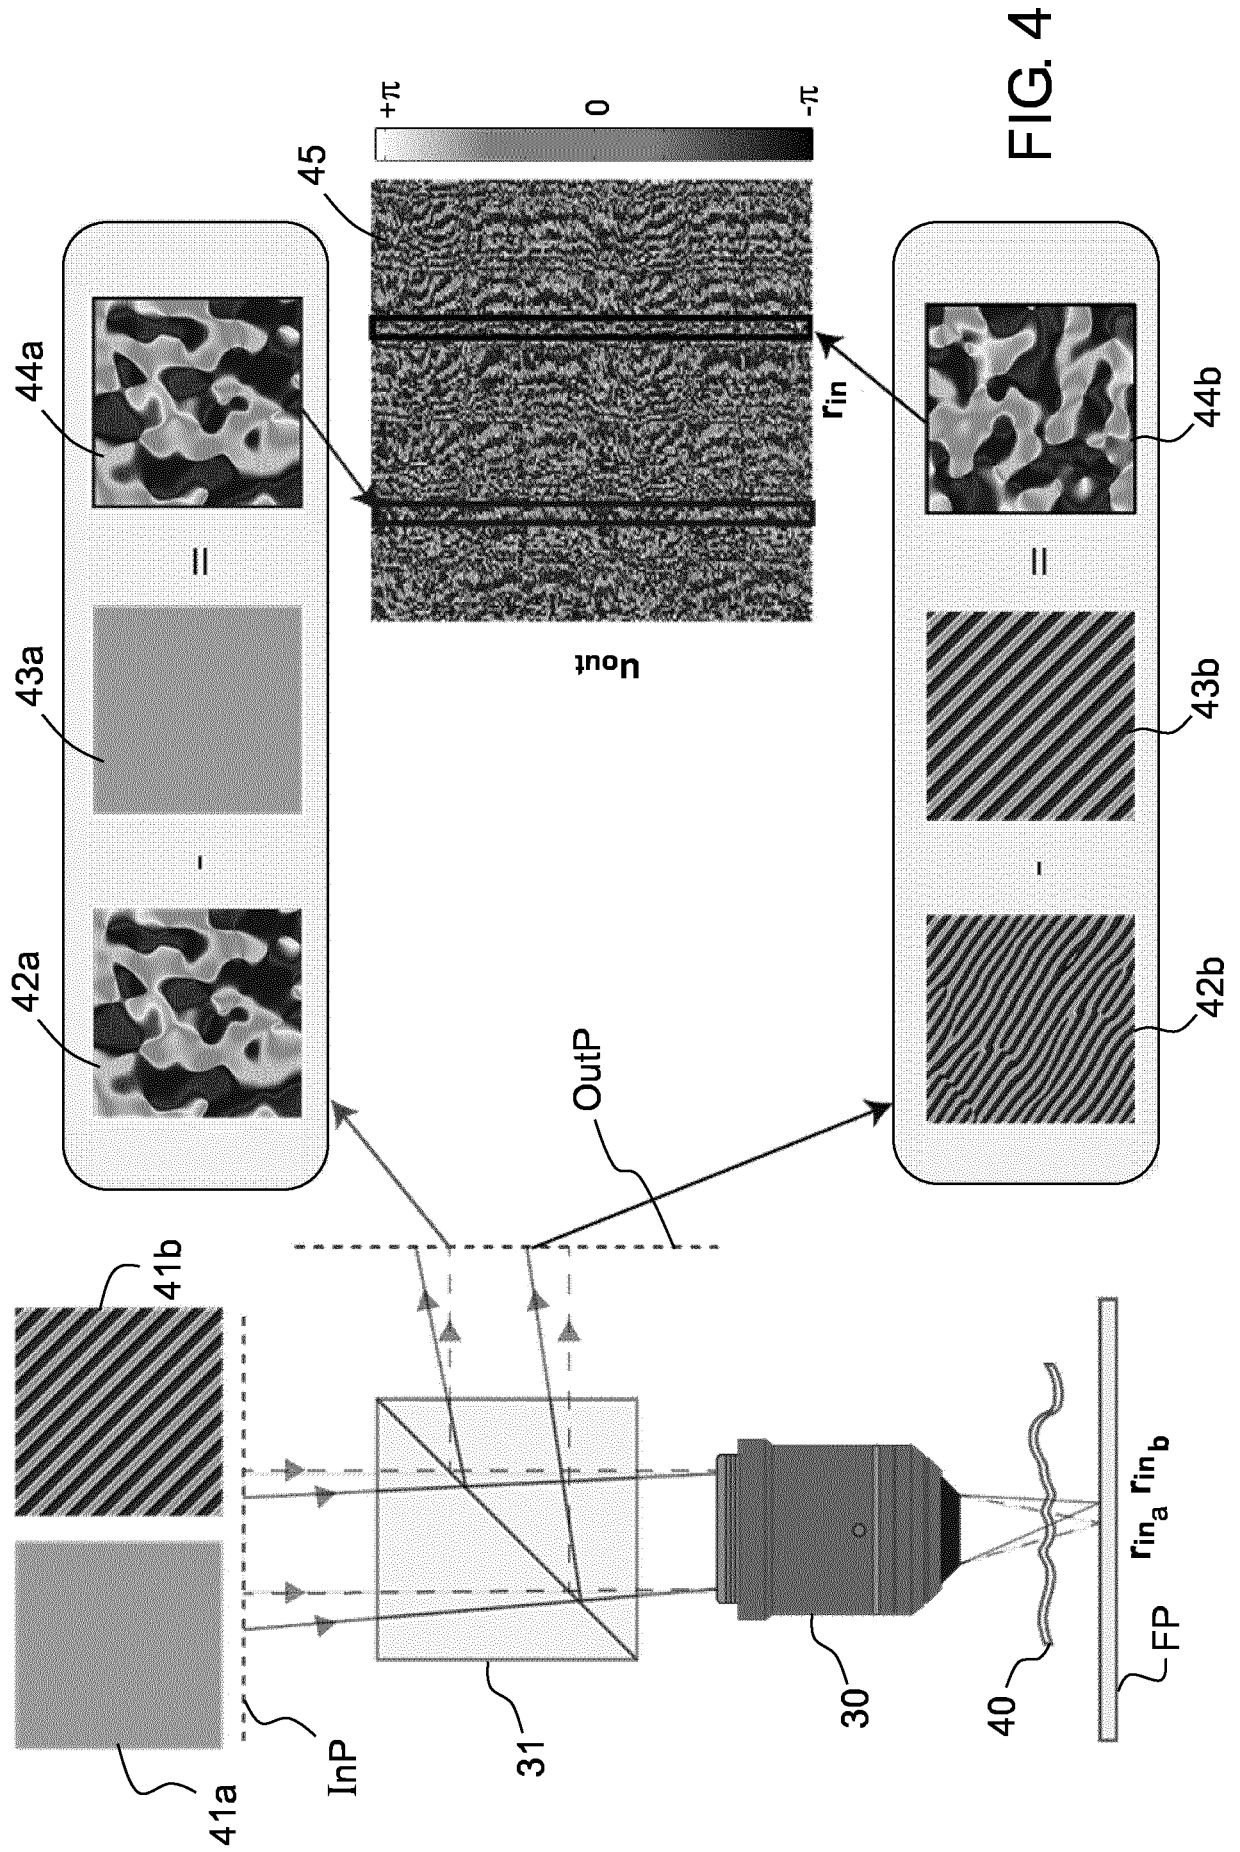 41a
41b
InP
31
30
40
FP
r_in_a r_in_b
OutP
42a
-
43a
=
44a
42b
-
43b
=
44b
45
u_out
r_in
+π
0
-π
FIG. 4